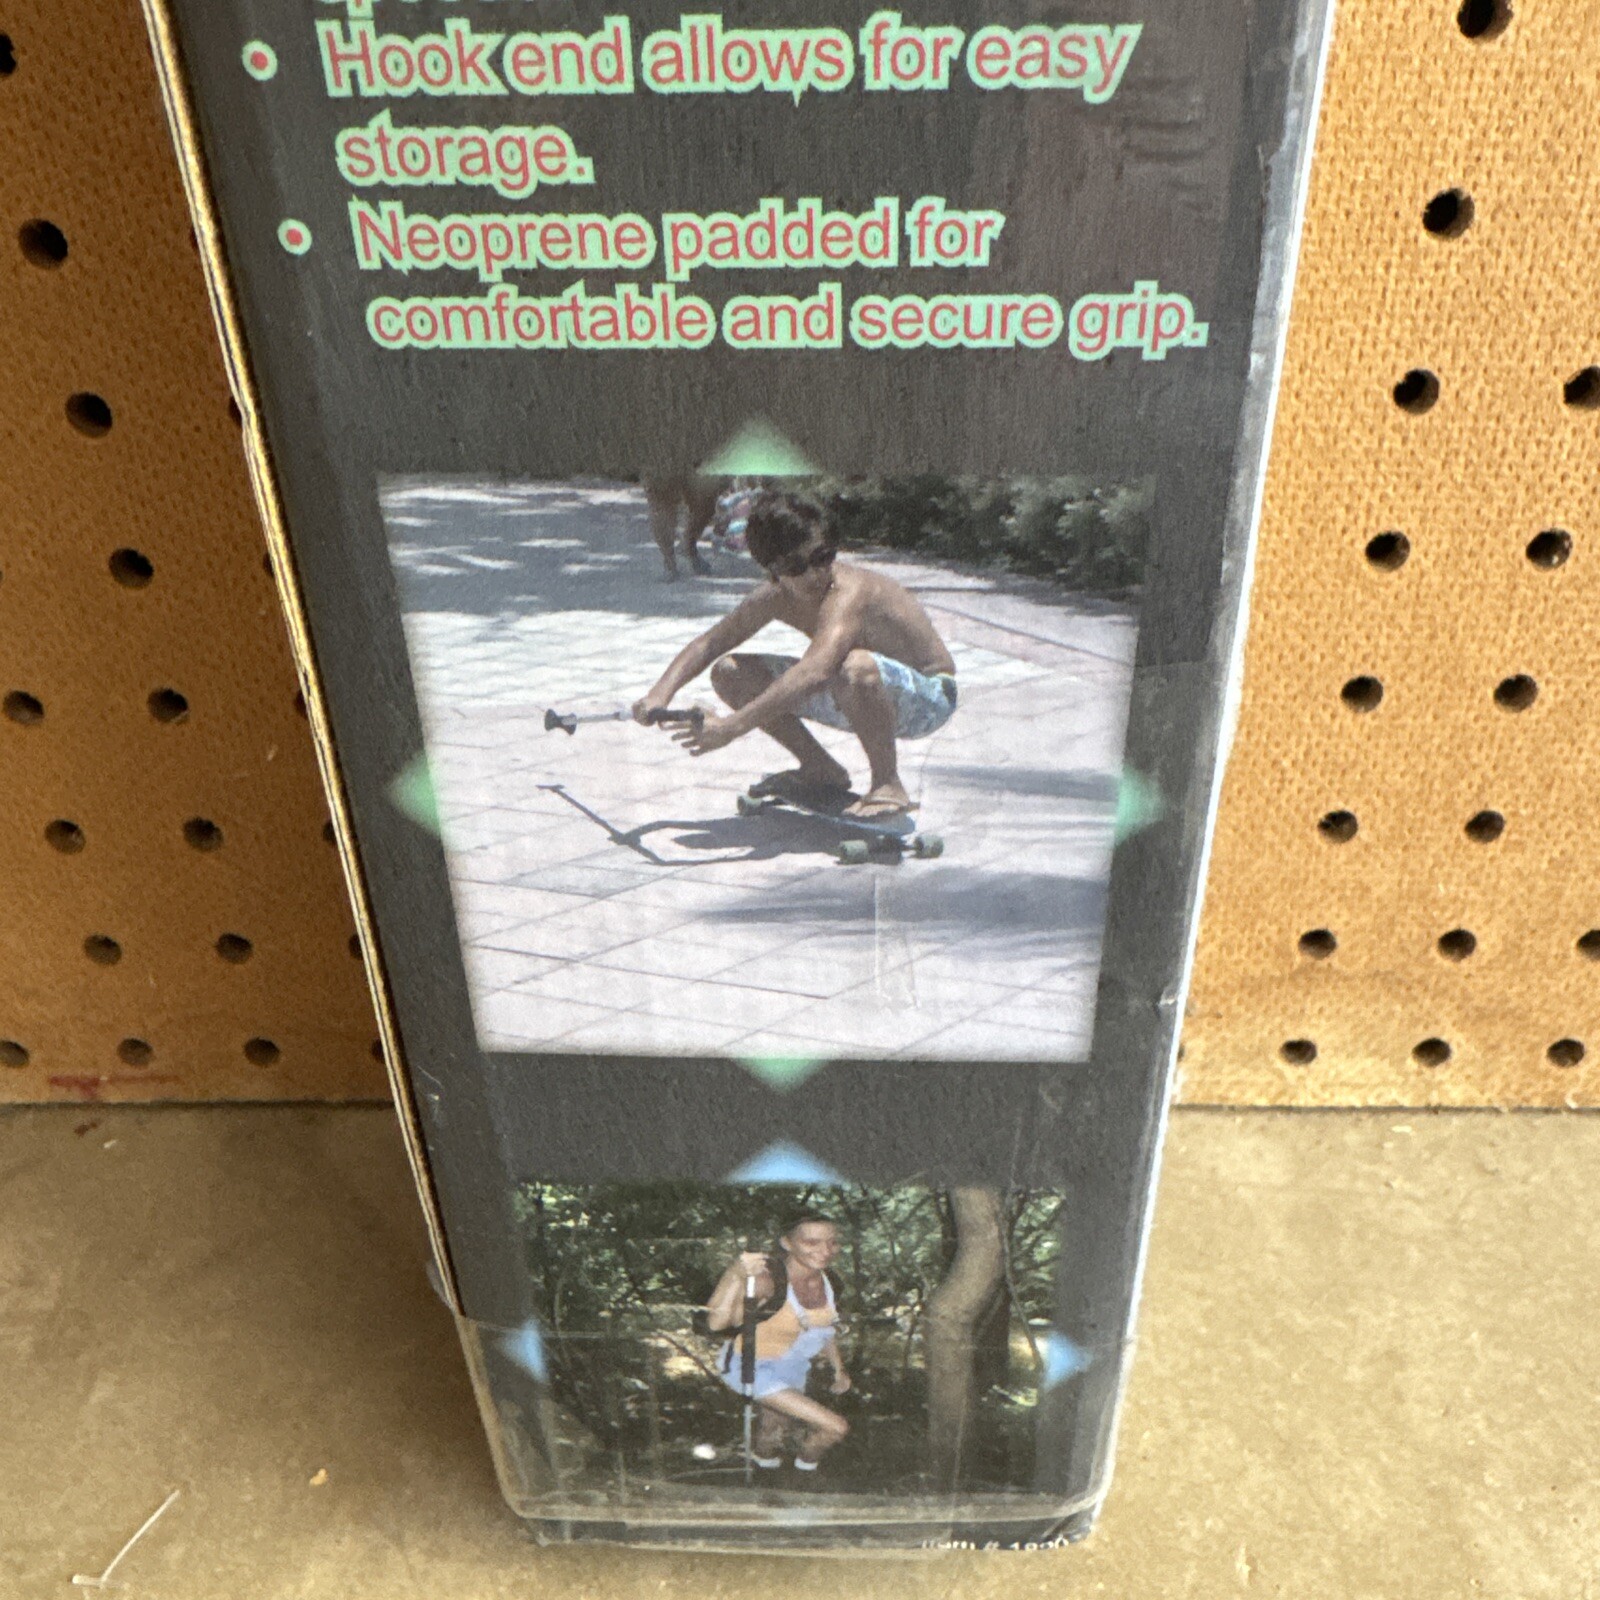 • Hook end allows for easy
storage.
• Neoprene padded for
comfortable and secure grip.